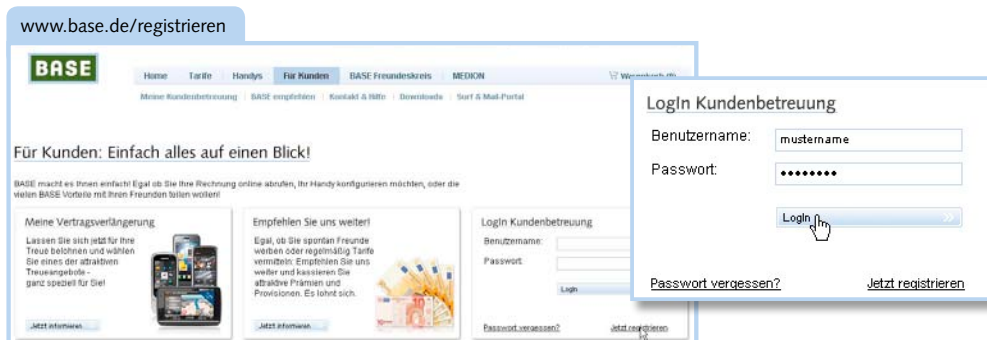 www.base.de/registrieren
BASE
Home Tarife Handys Für Kunden BASE Freundeskreis MEDION Warenkorb (0)
Meine Kundenbetreuung BASE empfehlen Kontakt & Hilfe Downloads Surf & Mail-Portal
Für Kunden: Einfach alles auf einen Blick!
BASE macht es Ihnen einfach! Egal ob Sie Ihre Rechnung online abrufen, Ihr Handy konfigurieren möchten, oder die
vielen BASE Vorteile mit Ihren Freunden teilen wollen!
Meine Vertragsverlängerung
Lassen Sie sich jetzt für Ihre
Treue belohnen und wählen
Sie eines der attraktiven
Treueangebote -
ganz speziell für Sie!
Jetzt informieren
Empfehlen Sie uns weiter!
Egal, ob Sie spontan Freunde
werben oder regelmäßig Tarife
vermitteln: Empfehlen Sie uns
weiter und kassieren Sie
attraktive Prämien und
Provisionen. Es lohnt sich.
Jetzt informieren
LogIn Kundenbetreuung
Benutzername:
Passwort:
Login
Passwort vergessen? Jetzt registrieren
LogIn Kundenbetreuung
Benutzername: mustername
Passwort: ••••••••
LogIn
Passwort vergessen? Jetzt registrieren